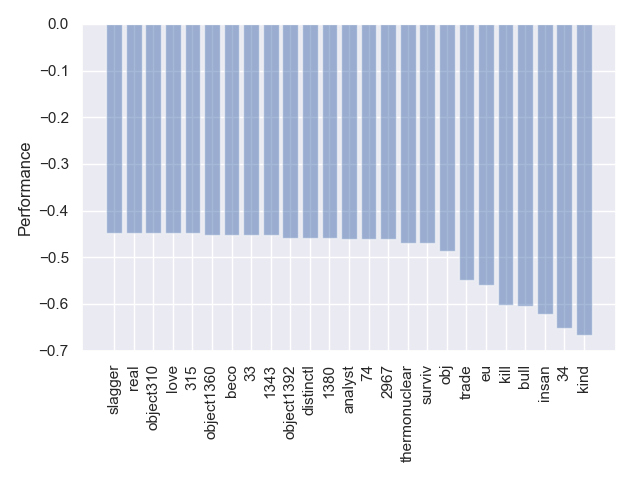 0.0
−0.1
−0.2
−0.3
−0.4
−0.5
−0.6
−0.7
Performance
slagger
real
object310
love
315
object1360
beco
33
1343
object1392
distinctl
1380
analyst
74
2967
thermonuclear
surviv
obj
trade
eu
kill
bull
insan
34
kind